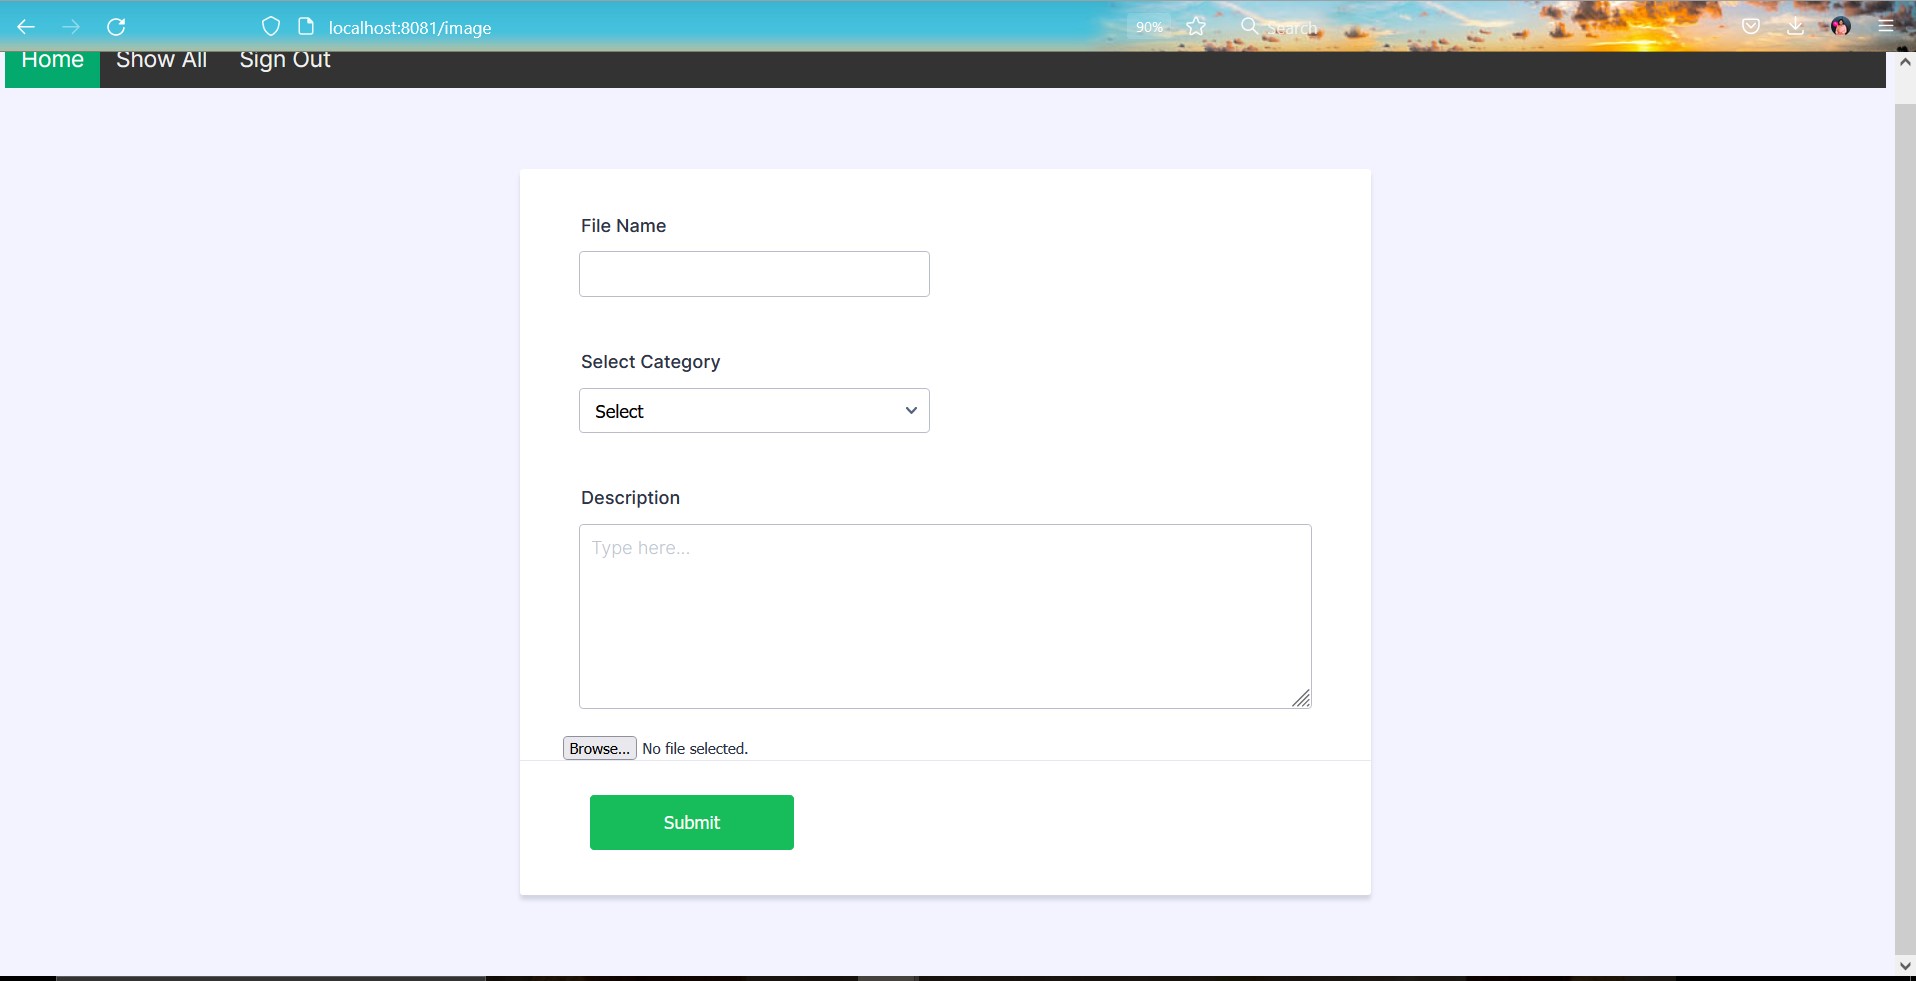 localhost:8081/image 90% Search
Home Show All Sign Out
File Name
Select Category
Select
Description
Type here...
Browse... No file selected.
Submit